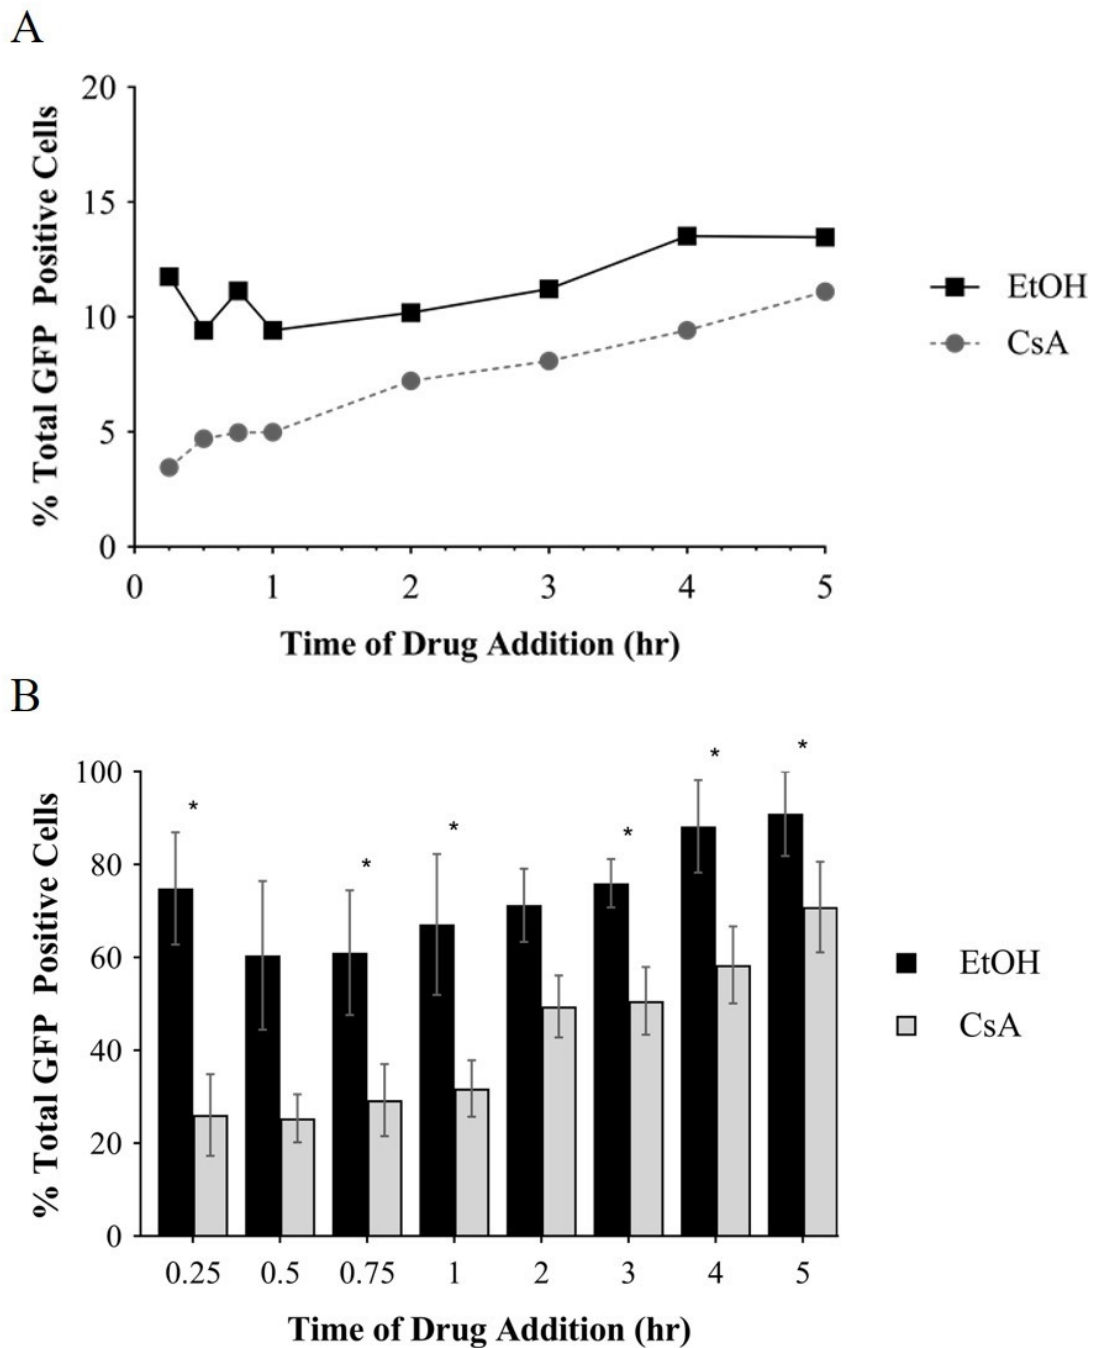 A
% Total GFP Positive Cells
20
15
10
5
0
0 1 2 3 4 5
Time of Drug Addition (hr)
EtOH
CsA
B
% Total GFP Positive Cells
100
80
60
40
20
0
* * * * * *
0.25 0.5 0.75 1 2 3 4 5
Time of Drug Addition (hr)
EtOH
CsA